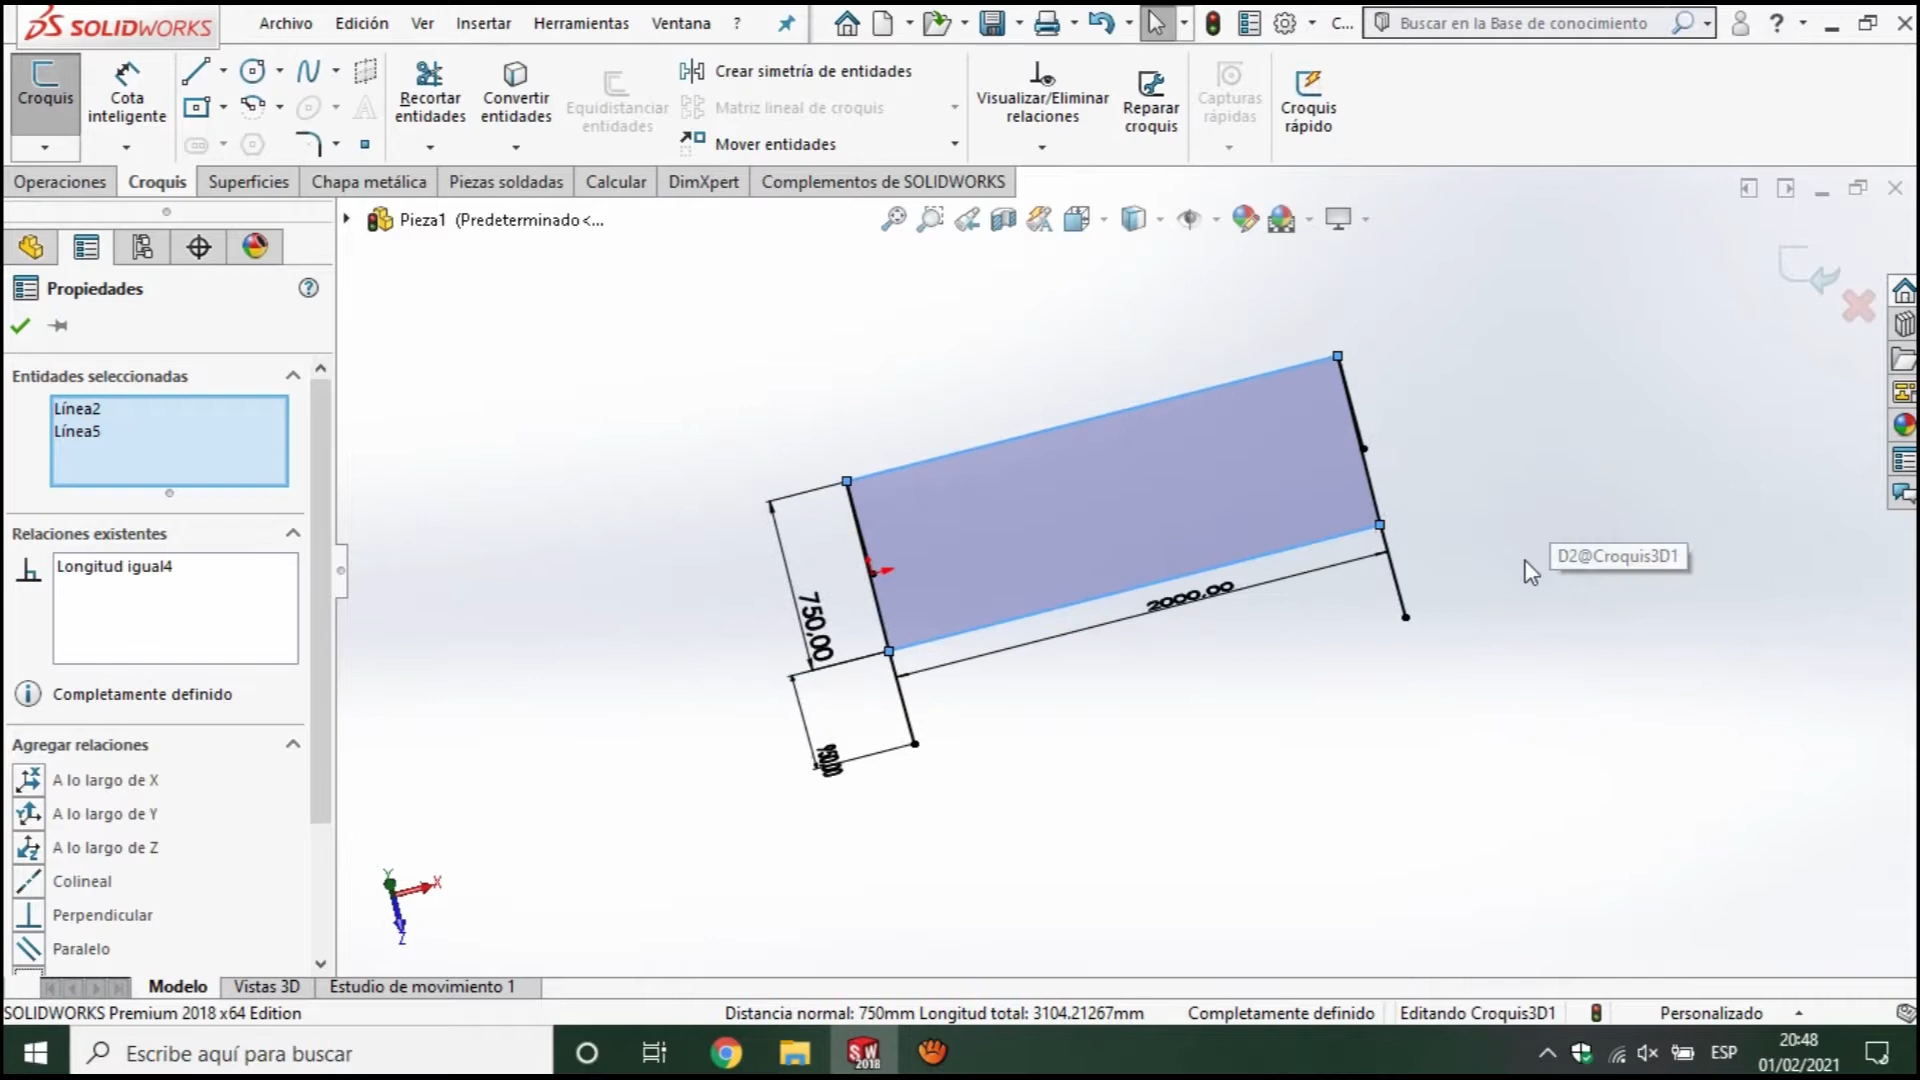 SOLIDWORKS
Archivo Edición Ver Insertar Herramientas Ventana ?
C... Buscar en la Base de conocimiento ?
Croquis
Cota inteligente
Recortar entidades
Convertir entidades
Equidistanciar entidades
Crear simetría de entidades
Matriz lineal de croquis
Mover entidades
Visualizar/Eliminar relaciones
Reparar croquis
Capturas rápidas
Croquis rápido
Operaciones Croquis Superficies Chapa metálica Piezas soldadas Calcular DimXpert Complementos de SOLIDWORKS
Pieza1 (Predeterminado<...
Propiedades
Entidades seleccionadas
Línea2
Línea5
Relaciones existentes
Longitud igual4
Completamente definido
Agregar relaciones
A lo largo de X
A lo largo de Y
A lo largo de Z
Colineal
Perpendicular
Paralelo
750,00
2000,00
950,00
D2@Croquis3D1
Y
X
Z
Modelo Vistas 3D Estudio de movimiento 1
SOLIDWORKS Premium 2018 x64 Edition
Distancia normal: 750mm Longitud total: 3104.21267mm Completamente definido Editando Croquis3D1 Personalizado
Escribe aquí para buscar
SW 2018
ESP
20:48
01/02/2021